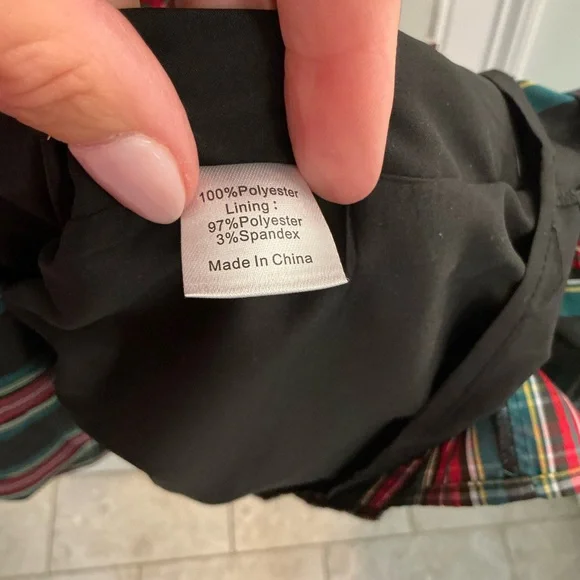 100%Polyester
Lining :
97%Polyester
3%Spandex
Made In China